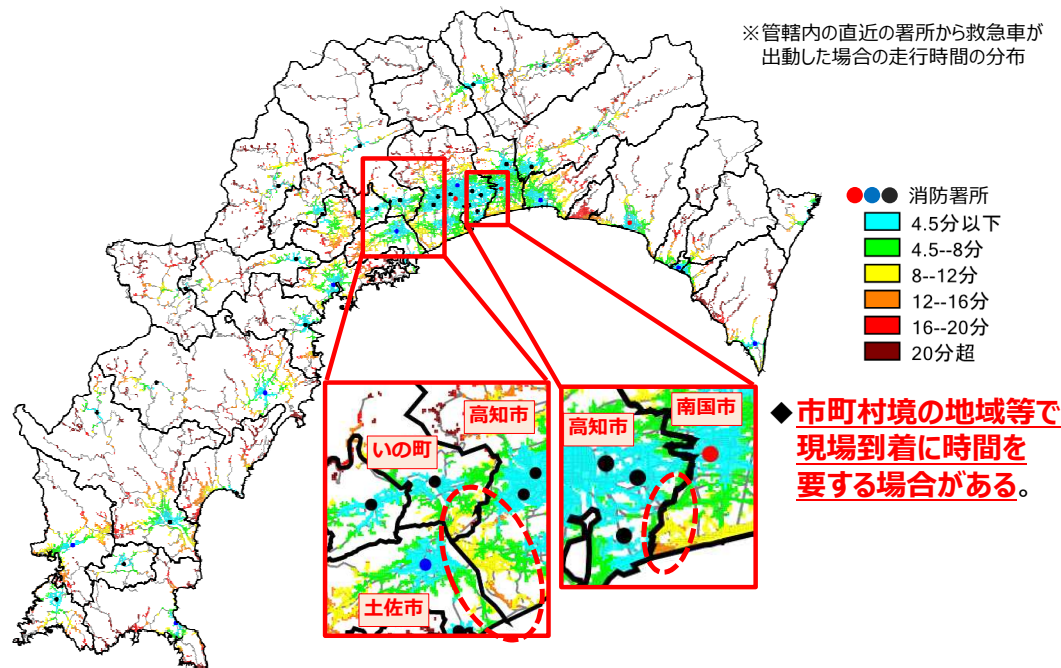 ※管轄内の直近の署所から救急車が
出動した場合の走行時間の分布
消防署所
4.5分以下
4.5--8分
8--12分
12--16分
16--20分
20分超
高知市
いの町
土佐市
南国市
高知市
◆市町村境の地域等で
現場到着に時間を
要する場合がある。